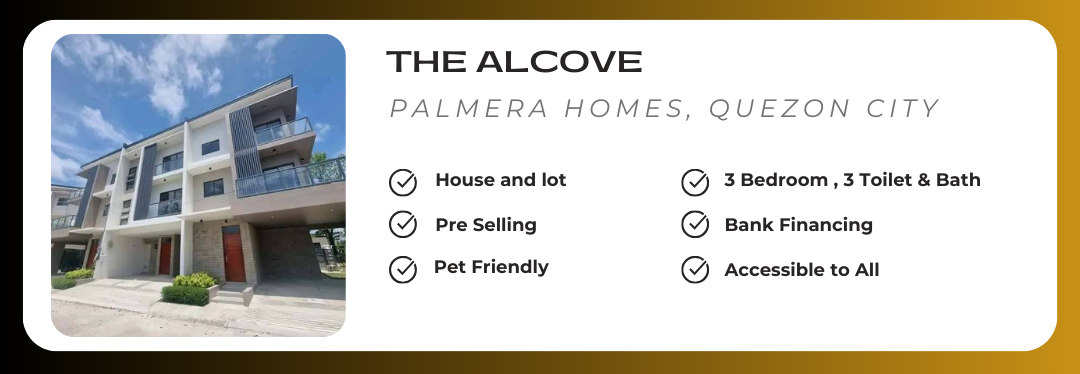 THE ALCOVE
PALMERA HOMES, QUEZON CITY
House and lot
Pre Selling
Pet Friendly
3 Bedroom , 3 Toilet & Bath
Bank Financing
Accessible to All